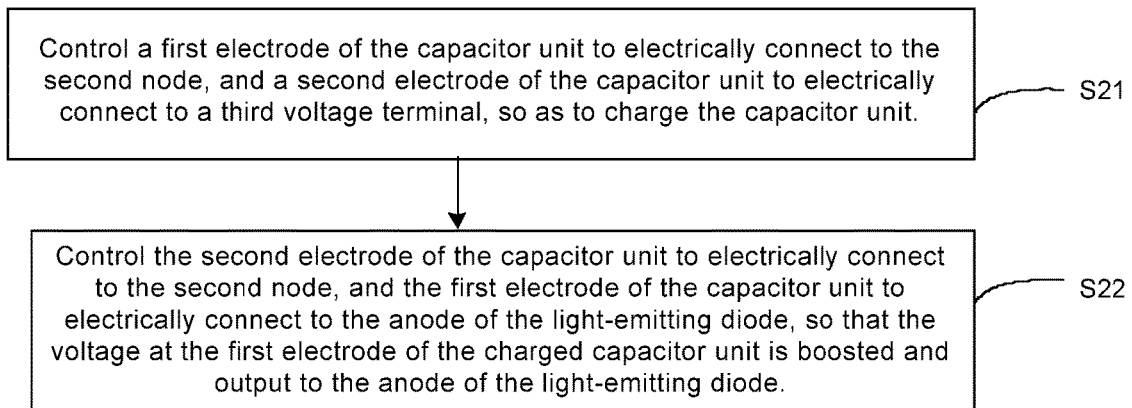 Control a first electrode of the capacitor unit to electrically connect to the
second node, and a second electrode of the capacitor unit to electrically
connect to a third voltage terminal, so as to charge the capacitor unit.
S21
Control the second electrode of the capacitor unit to electrically connect
to the second node, and the first electrode of the capacitor unit to
electrically connect to the anode of the light-emitting diode, so that the
voltage at the first electrode of the charged capacitor unit is boosted and
output to the anode of the light-emitting diode.
S22